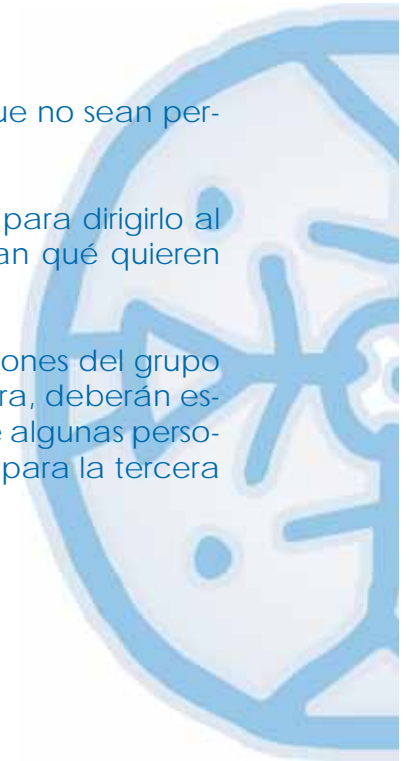 ue no sean per-
para dirigirlo al
an qué quieren
ones del grupo
ra, deberán es-
e algunas perso-
para la tercera